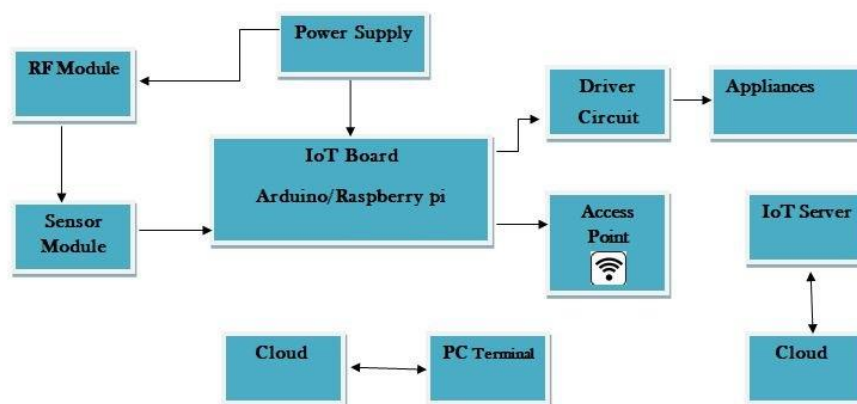 Power Supply
RF Module
Driver
Circuit
Appliances
IoT Board
Arduino/Raspberry pi
Sensor
Module
Access
Point
IoT Server
Cloud
PC Terminal
Cloud